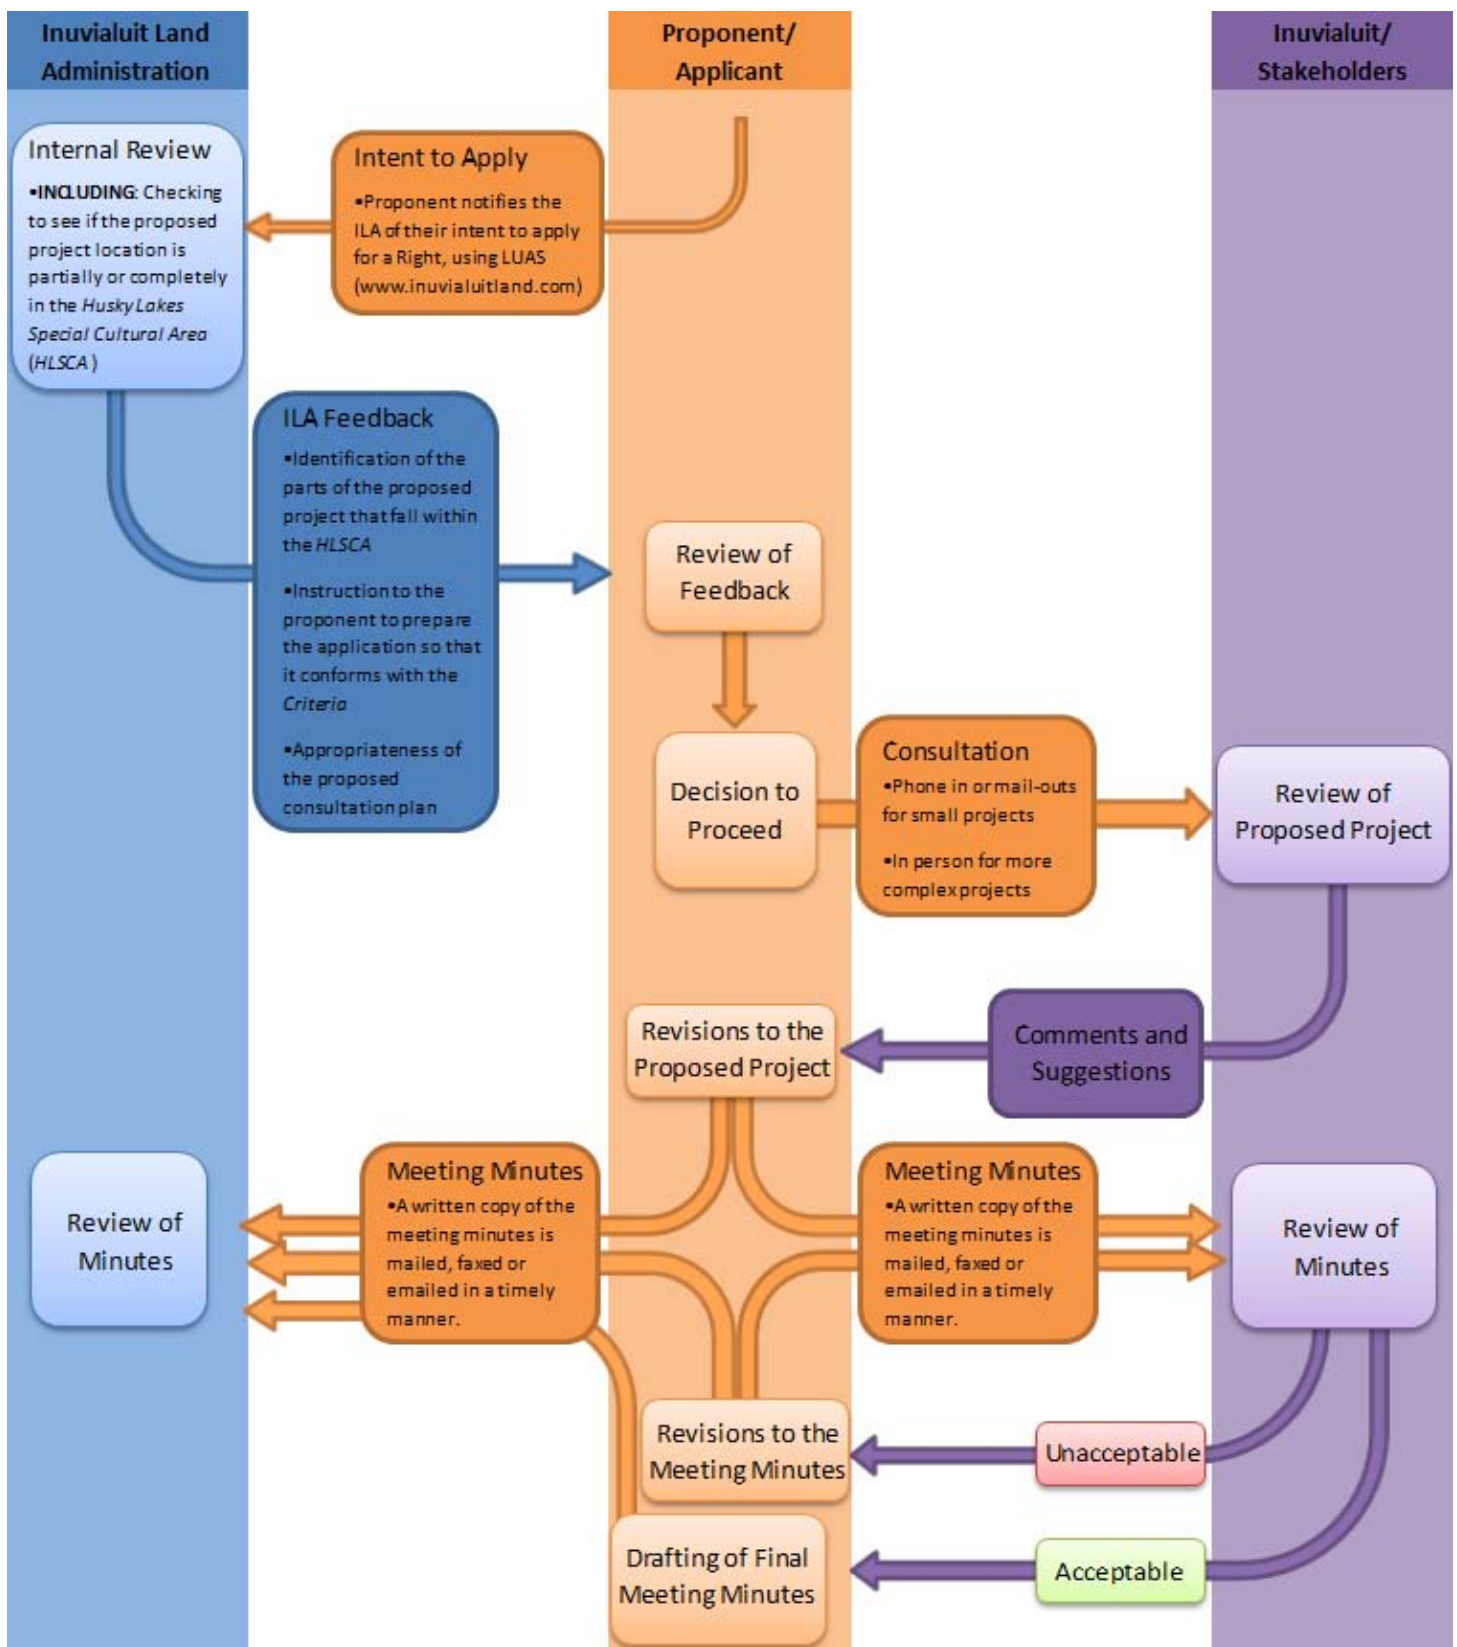 Inuvialuit Land
Administration
Proponent/
Applicant
Inuvialuit/
Stakeholders
Internal Review
•INCLUDING: Checking
to see if the proposed
project location is
partially or completely
in the Husky Lakes
Special Cultural Area
(HLSCA)
Intent to Apply
•Proponent notifies the
ILA of their intent to apply
for a Right, using LUAS
(www.inuvialuitland.com)
ILA Feedback
•Identification of the
parts of the proposed
project that fall within
the HLSCA
•Instruction to the
proponent to prepare
the application so that
it conforms with the
Criteria
•Appropriateness of
the proposed
consultation plan
Review of
Feedback
Decision to
Proceed
Consultation
•Phone in or mail-outs
for small projects
•In person for more
complex projects
Review of
Proposed Project
Comments and
Suggestions
Revisions to the
Proposed Project
Meeting Minutes
•A written copy of the
meeting minutes is
mailed, faxed or
emailed in a timely
manner.
Review of
Minutes
Meeting Minutes
•A written copy of the
meeting minutes is
mailed, faxed or
emailed in a timely
manner.
Review of
Minutes
Revisions to the
Meeting Minutes
Unacceptable
Drafting of Final
Meeting Minutes
Acceptable